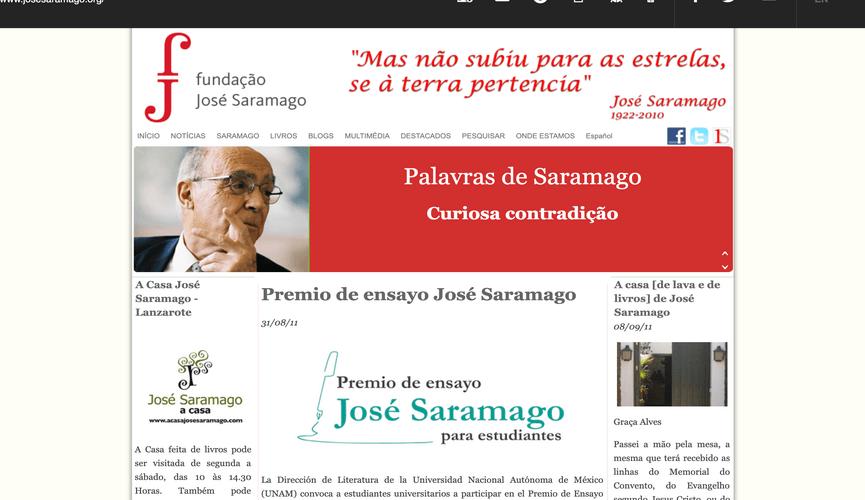 www.josesaramago.org/
EN
fundação
José Saramago
"Mas não subiu para as estrelas,
se à terra pertencia"
José Saramago
1922-2010
INÍCIO NOTÍCIAS SARAMAGO LIVROS BLOGS MULTIMÉDIA DESTACADOS PESQUISAR ONDE ESTAMOS Español
Palavras de Saramago
Curiosa contradição
A Casa José
Saramago -
Lanzarote
José Saramago
a casa
www.acasajosesaramago.com
A Casa feita de livros pode
ser visitada de segunda a
sábado, das 10 às 14.30
Horas. Também pode
Premio de ensayo José Saramago
31/08/11
Premio de ensayo
José Saramago
para estudiantes
La Dirección de Literatura de la Universidad Nacional Autónoma de México
(UNAM) convoca a estudiantes universitarios a participar en el Premio de Ensayo
A casa [de lava e de
livros] de José
Saramago
08/09/11
Graça Alves
Passei a mão pela mesa, a
mesma que terá recebido as
linhas do Memorial do
Convento, do Evangelho
segundo Jesus Cristo, ou do